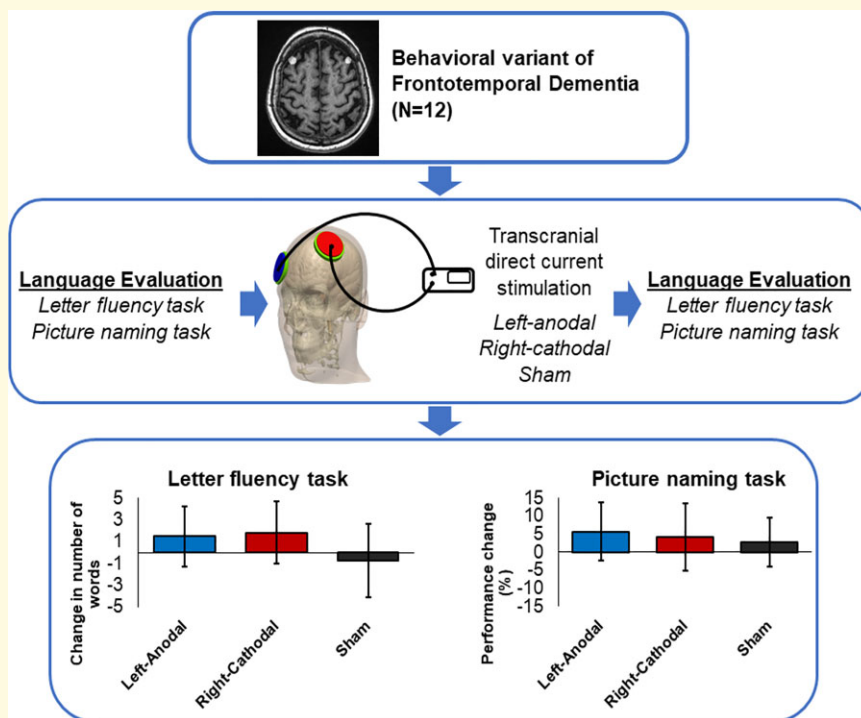 Behavioral variant of
Frontotemporal Dementia
(N=12)
Language Evaluation
Letter fluency task
Picture naming task
Transcranial
direct current
stimulation
Left-anodal
Right-cathodal
Sham
Language Evaluation
Letter fluency task
Picture naming task
Letter fluency task
Change in number of
words
5
3
1
-1
-3
-5
Left-Anodal
Right-Cathodal
Sham
Picture naming task
Performance change
(%)
15
10
5
0
-5
-10
-15
Left-Anodal
Right-Cathodal
Sham